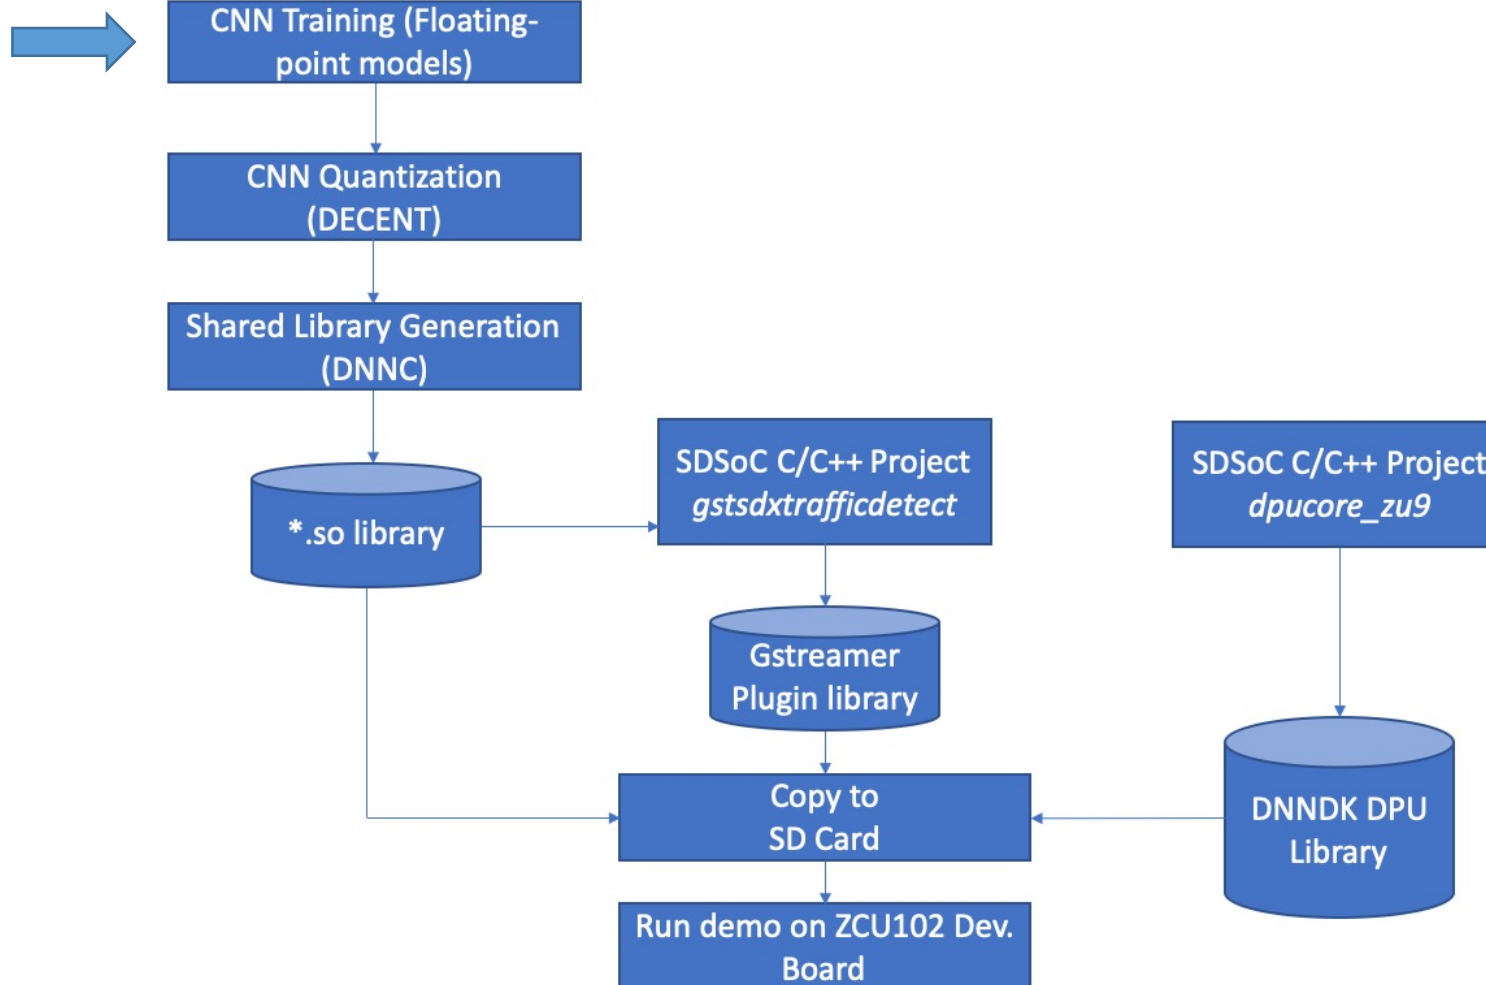 CNN Training (Floating-
point models)
CNN Quantization
(DECENT)
Shared Library Generation
(DNNC)
*.so library
SDSoC C/C++ Project
gstsdxtrafficdetect
SDSoC C/C++ Project
dpucore_zu9
Gstreamer
Plugin library
Copy to
SD Card
DNNDK DPU
Library
Run demo on ZCU102 Dev.
Board